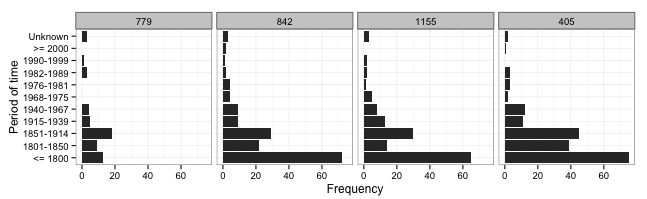 779 842 1155 405
Period of time
Unknown
>= 2000
1990-1999
1982-1989
1976-1981
1968-1975
1940-1967
1915-1939
1851-1914
1801-1850
<= 1800
0 20 40 60 0 20 40 60 0 20 40 60 0 20 40 60
Frequency